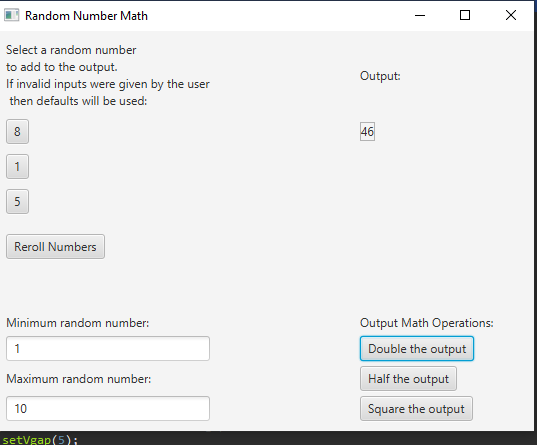 Random Number Math
Select a random number
to add to the output.
If invalid inputs were given by the user
then defaults will be used:
Output:
8
46
1
5
Reroll Numbers
Minimum random number:
1
Maximum random number:
10
Output Math Operations:
Double the output
Half the output
Square the output
setVgap(5);